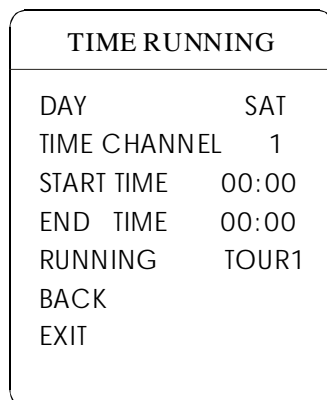 TIME RUNNING
DAY SAT
TIME CHANNEL 1
START TIME 00:00
END TIME 00:00
RUNNING TOUR1
BACK
EXIT